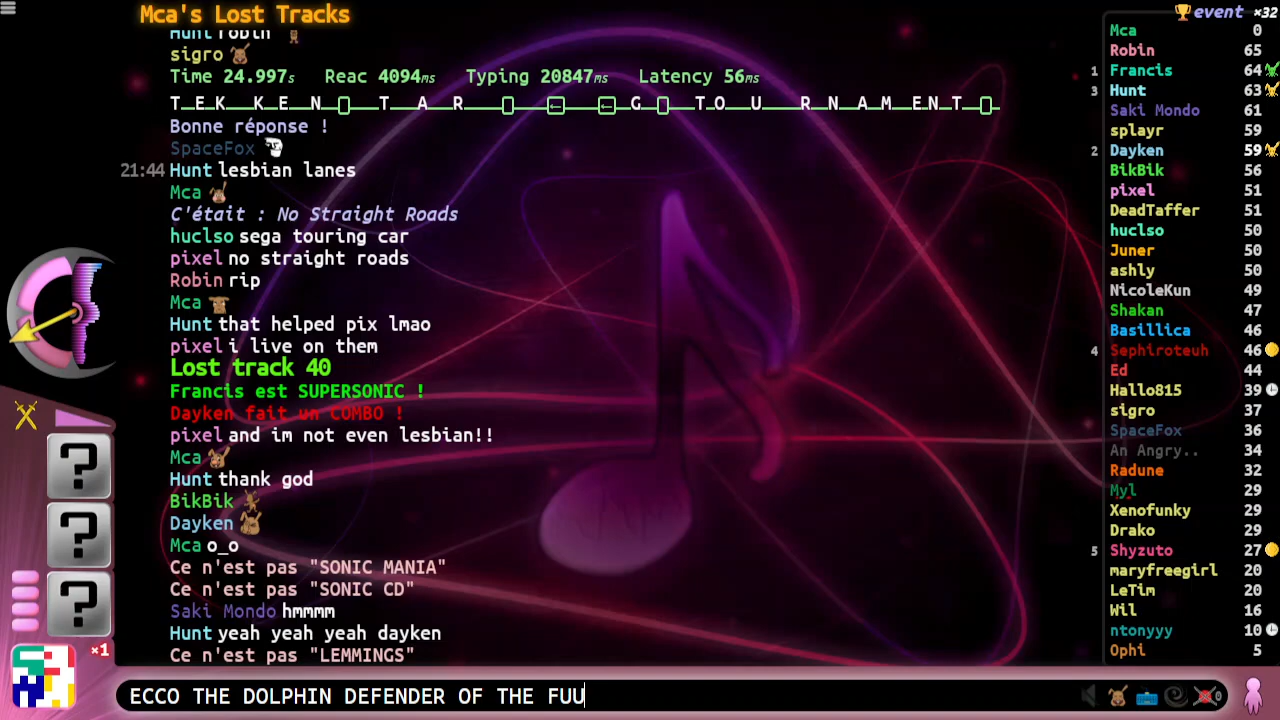 Mca's Lost Tracks
Hunt robin
sigro
Time 24.997s Reac 4094ms Typing 20847ms Latency 56ms
T E K K E N T A R ← ← G T O U R N A M E N T
Bonne réponse !
SpaceFox
21:44 Hunt lesbian lanes
Mca
C'était : No Straight Roads
huclso sega touring car
pixel no straight roads
Robin rip
Mca
Hunt that helped pix lmao
pixel i live on them
Lost track 40
Francis est SUPERSONIC !
Dayken fait un COMBO !
pixel and im not even lesbian!!
Mca
Hunt thank god
BikBik
Dayken
Mca o_o
Ce n'est pas "SONIC MANIA"
Ce n'est pas "SONIC CD"
Saki Mondo hmmmm
Hunt yeah yeah yeah dayken
Ce n'est pas "LEMMINGS"
?
?
?
×1
ECCO THE DOLPHIN DEFENDER OF THE FUU
0
event ×32
Mca 0
Robin 65
1 Francis 64
3 Hunt 63
Saki Mondo 61
splayr 59
2 Dayken 59
BikBik 56
pixel 51
DeadTaffer 51
huclso 50
Juner 50
ashly 50
NicoleKun 49
Shakan 47
Basillica 46
4 Sephiroteuh 46
Ed 44
Hallo815 39
sigro 37
SpaceFox 36
An Angry.. 34
Radune 32
Myl 29
Xenofunky 29
Drako 29
5 Shyzuto 27
maryfreegirl 20
LeTim 20
Wil 16
ntonyyy 10
Ophi 5